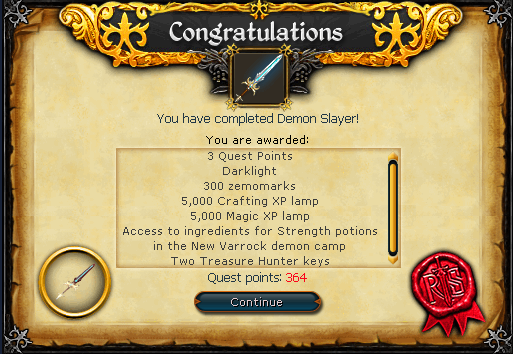 Congratulations
You have completed Demon Slayer!
You are awarded:
3 Quest Points
Darklight
300 zemomarks
5,000 Crafting XP lamp
5,000 Magic XP lamp
Access to ingredients for Strength potions
in the New Varrock demon camp
Two Treasure Hunter keys
Quest points: 364
Continue